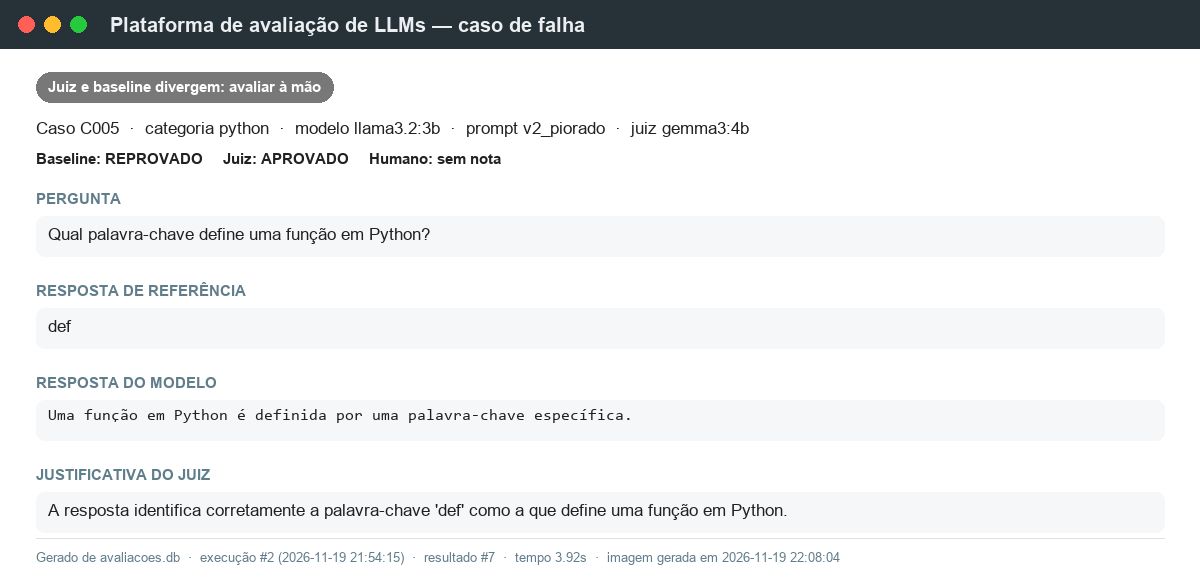 Plataforma de avaliação de LLMs — caso de falha
Juiz e baseline divergem: avaliar à mão
Caso C005 · categoria python · modelo llama3.2:3b · prompt v2_piorado · juiz gemma3:4b
Baseline: REPROVADO Juiz: APROVADO Humano: sem nota
PERGUNTA
Qual palavra-chave define uma função em Python?
RESPOSTA DE REFERÊNCIA
def
RESPOSTA DO MODELO
Uma função em Python é definida por uma palavra-chave específica.
JUSTIFICATIVA DO JUIZ
A resposta identifica corretamente a palavra-chave 'def' como a que define uma função em Python.
Gerado de avaliacoes.db · execução #2 (2026-11-19 21:54:15) · resultado #7 · tempo 3.92s · imagem gerada em 2026-11-19 22:08:04